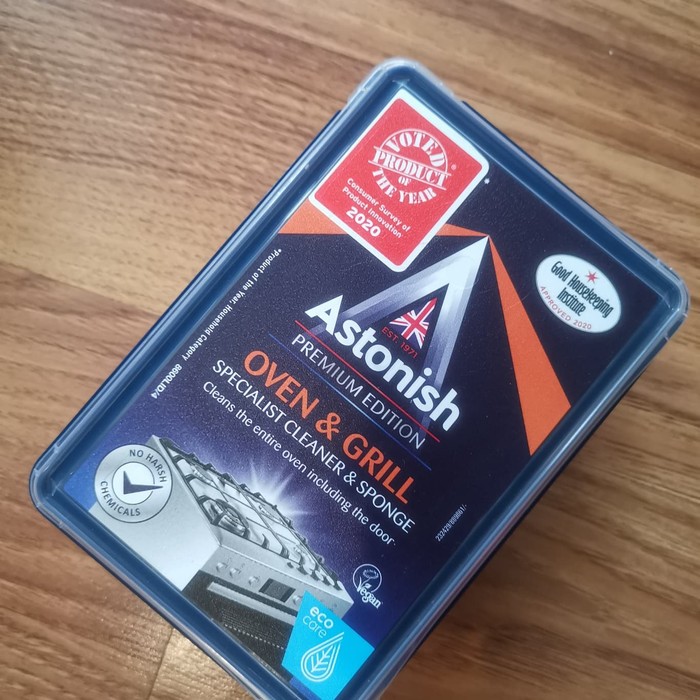 VOTED
PRODUCT
OF
THE YEAR
Consumer Survey of
Product Innovation
2020
Good Housekeeping
Institute
APPROVED 2020
*Product of the Year: Household Category
8600LID/4
EST. 1971
Astonish
PREMIUM EDITION
OVEN & GRILL
SPECIALIST CLEANER & SPONGE
Cleans the entire oven including the door
NO HARSH
CHEMICALS
Vegan
eco
care